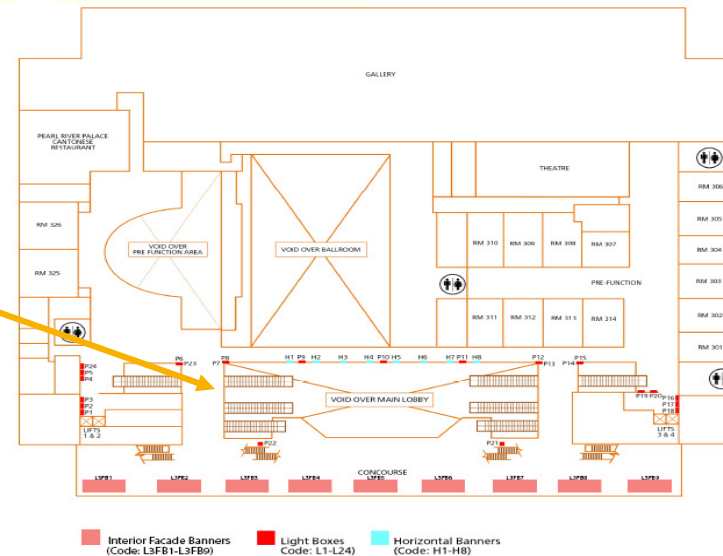 GALLERY
PEARL RIVER PALACE
CANTONESE
RESTAURANT
THEATRE
RM 306
RM 326
RM 305
VOID OVER
PRE FUNCTION AREA
VOID OVER BALLROOM
RM 310
RM 309
RM 308
RM 307
RM 304
RM 325
PRE-FUNCTION
RM 303
RM 311
RM 312
RM 313
RM 314
RM 302
RM 301
P6
P23
P7
P8
H1
P9
H2
H3
H4
P10
H5
H6
H7
P11
H8
P12
P13
P14
P15
P24
P5
P4
P3
P2
P1
VOID OVER MAIN LOBBY
P19
P20
P16
P17
P18
LIFTS
1 & 2
LIFTS
3 & 4
P22
P21
CONCOURSE
L3FB1
L3FB2
L3FB3
L3FB4
L3FB5
L3FB6
L3FB7
L3FB8
L3FB9
Interior Facade Banners
(Code: L3FB1-L3FB9)
Light Boxes
Code: L1-L24)
Horizontal Banners
(Code: H1-H8)